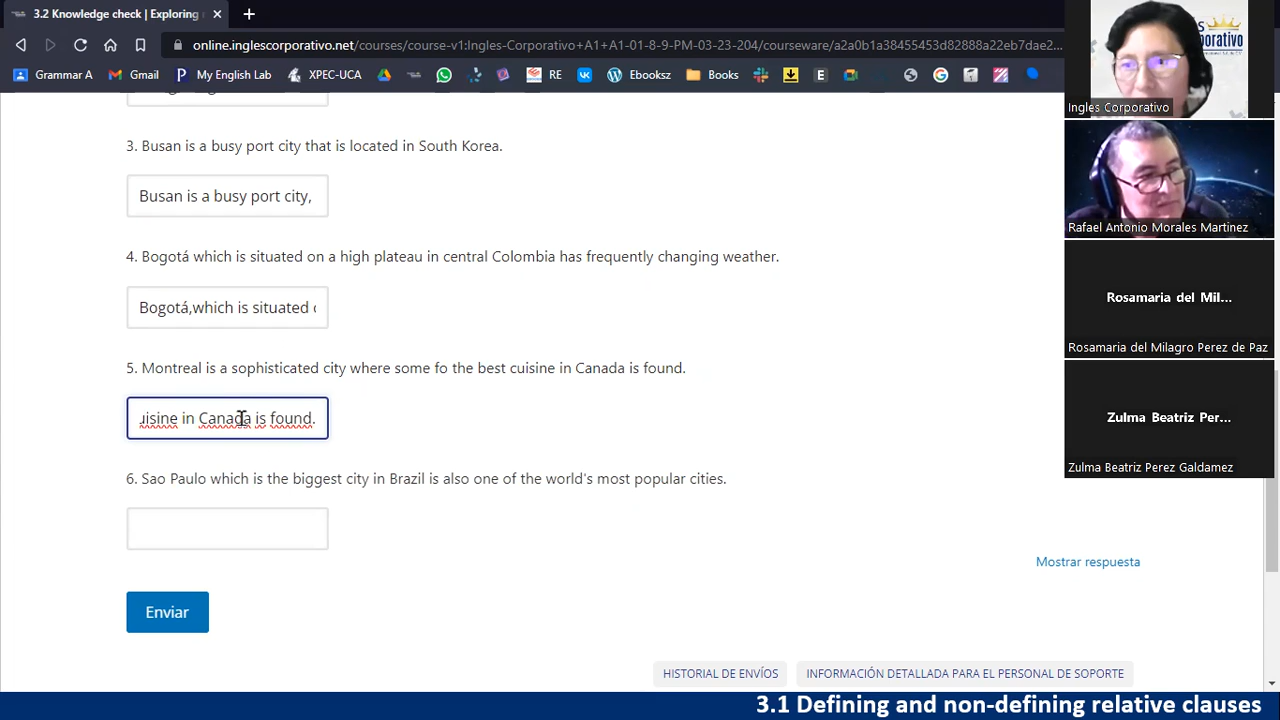 3.2 Knowledge check | Exploring
online.inglescorporativo.net/courses/course-v1:Ingles-Corporativo+A1+A1-01-8-9-PM-03-23-204/courseware/a2a0b1a38455453d82888a22eb7dae2...
Grammar A
Gmail
My English Lab
XPEC-UCA
RE
Ebooksz
Books
Ingles Corporativo
3. Busan is a busy port city that is located in South Korea.
Busan is a busy port city,
Rafael Antonio Morales Martinez
4. Bogotá which is situated on a high plateau in central Colombia has frequently changing weather.
Bogotá,which is situated
Rosamaria del Mil...
Rosamaria del Milagro Perez de Paz
5. Montreal is a sophisticated city where some fo the best cuisine in Canada is found.
uisine in Canada is found.
Zulma Beatriz Per...
Zulma Beatriz Perez Galdamez
6. Sao Paulo which is the biggest city in Brazil is also one of the world's most popular cities.
Mostrar respuesta
Enviar
HISTORIAL DE ENVÍOS
INFORMACIÓN DETALLADA PARA EL PERSONAL DE SOPORTE
3.1 Defining and non-defining relative clauses